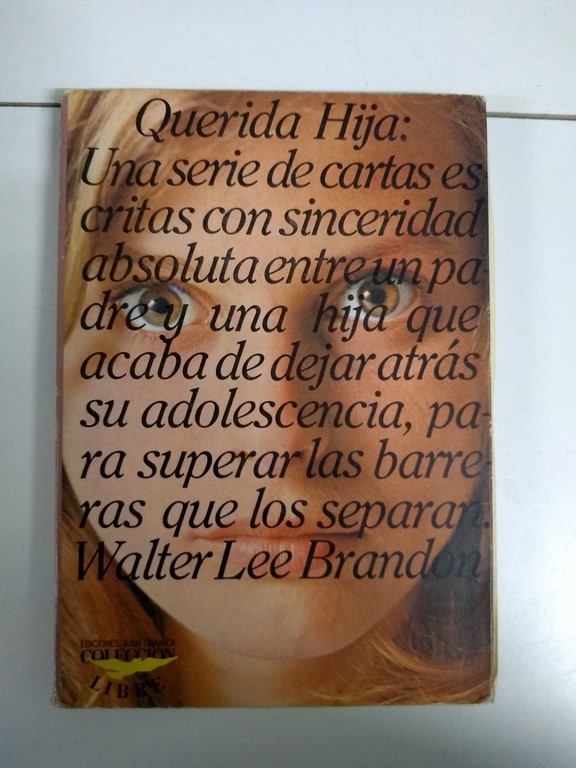 Querida Hija:
Una serie de cartas es-
critas con sinceridad
absoluta entre un pa-
dre y una hija que
acaba de dejar atrás
su adolescencia, pa-
ra superar las barre-
ras que los separan.
Walter Lee Brandon
EDICIONES JUAN GRANICA
COLECCION
LIBRE